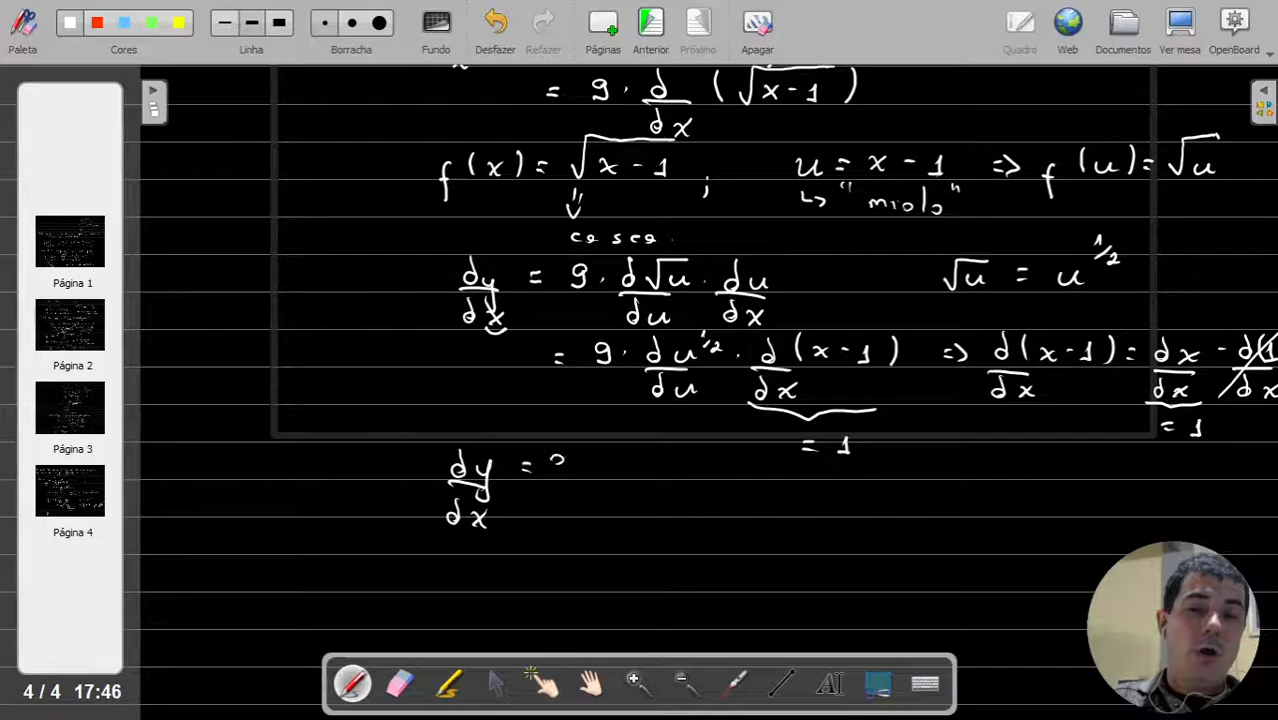 Paleta Cores Linha Borracha Fundo Desfazer Refazer Páginas Anterior Próximo Apagar Quadro Web Documentos Ver mesa OpenBoard
= 9 · d/dx (√(x-1))
f(x) = √(x-1) ; u = x - 1 => f(u) = √u
↳ "miolo"
casca
dy/dx = 9 · d√u/du · du/dx √u = u^1/2
= 9 · du^1/2/du · d/dx (x-1) => d(x-1)/dx = dx/dx - d(1/dx
= 1 = 1
dy/dx =
Página 1
Página 2
Página 3
Página 4
4 / 4 17:46